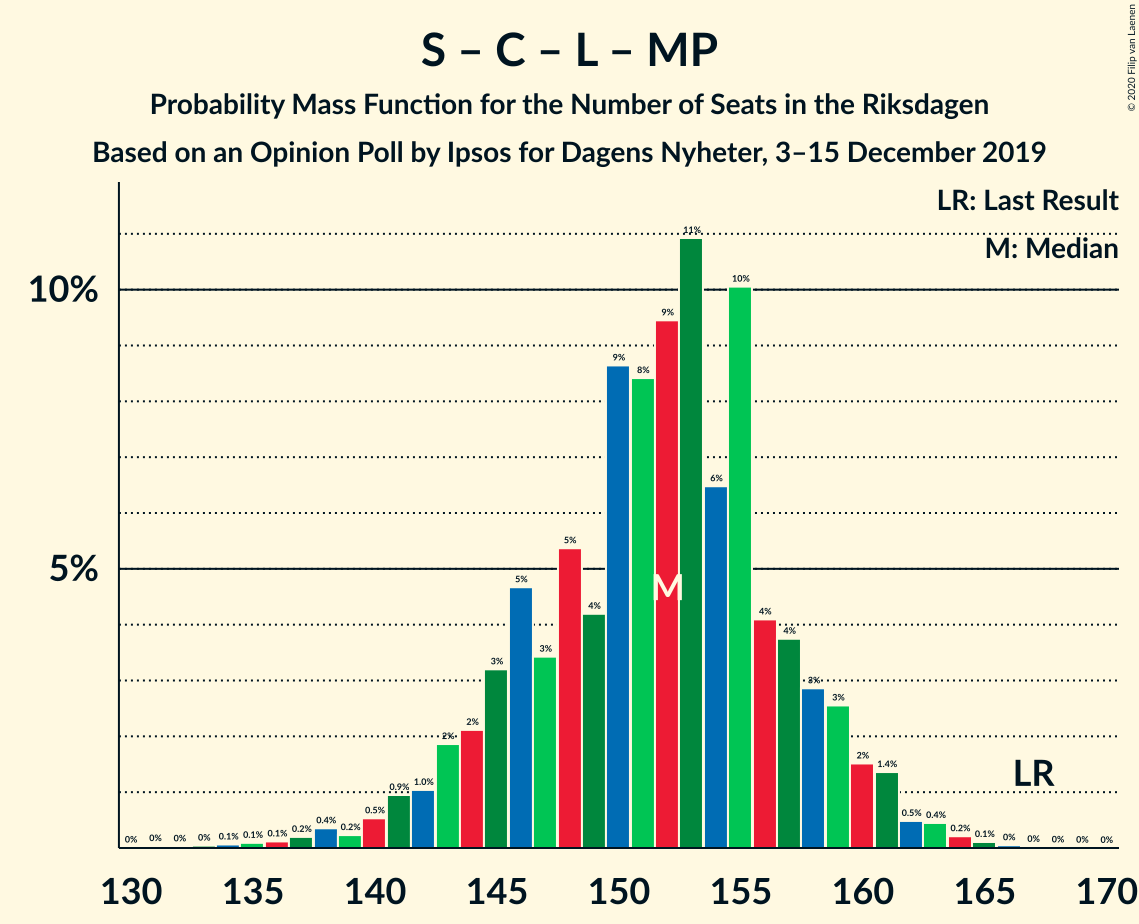 S – C – L – MP
Probability Mass Function for the Number of Seats in the Riksdagen
Based on an Opinion Poll by Ipsos for Dagens Nyheter, 3–15 December 2019
© 2020 Filip van Laenen
LR: Last Result
M: Median
10%
5%
0% 0% 0% 0% 0.1% 0.1% 0.1% 0.2% 0.4% 0.2% 0.5% 0.9% 1.0% 2% 2% 3% 5% 3% 5% 4% 9% 8% 9% 11% 6% 10% 4% 4% 3% 3% 2% 1.4% 0.5% 0.4% 0.2% 0.1% 0% 0% 0% 0% 0%
M
LR
130 135 140 145 150 155 160 165 170